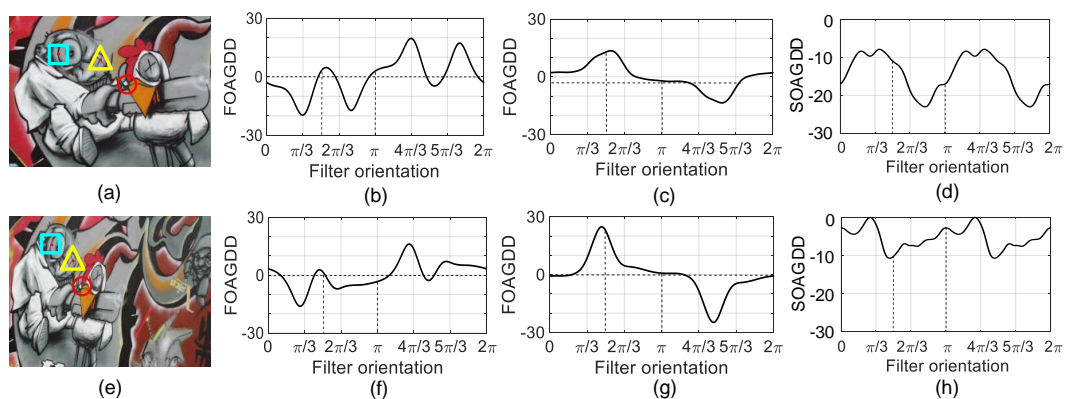 30
0
-30
FOAGDD
0 π/3 2π/3 π 4π/3 5π/3 2π
Filter orientation
30
0
-30
FOAGDD
0 π/3 2π/3 π 4π/3 5π/3 2π
Filter orientation
0
-10
-20
-30
SOAGDD
0 π/3 2π/3 π 4π/3 5π/3 2π
Filter orientation
(a) (b) (c) (d)
30
0
-30
FOAGDD
0 π/3 2π/3 π 4π/3 5π/3 2π
Filter orientation
30
0
-30
FOAGDD
0 π/3 2π/3 π 4π/3 5π/3 2π
Filter orientation
0
-10
-20
-30
SOAGDD
0 π/3 2π/3 π 4π/3 5π/3 2π
Filter orientation
(e) (f) (g) (h)